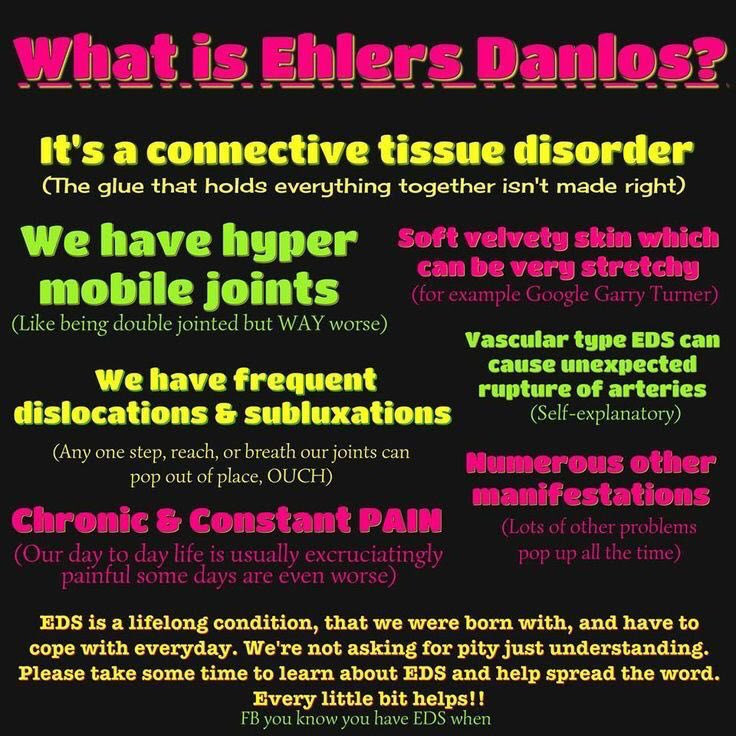 What is Ehlers Danlos?
It's a connective tissue disorder
(The glue that holds everything together isn't made right)
We have hyper
mobile joints
(Like being double jointed but WAY worse)
We have frequent
dislocations & subluxations
(Any one step, reach, or breath our joints can
pop out of place, OUCH)
Chronic & Constant PAIN
(Our day to day life is usually excruciatingly
painful some days are even worse)
Soft velvety skin which
can be very stretchy
(for example Google Garry Turner)
Vascular type EDS can
cause unexpected
rupture of arteries
(Self-explanatory)
Numerous other
manifestations
(Lots of other problems
pop up all the time)
EDS is a lifelong condition, that we were born with, and have to
cope with everyday. We're not asking for pity just understanding.
Please take some time to learn about EDS and help spread the word.
Every little bit helps!!
FB you know you have EDS when